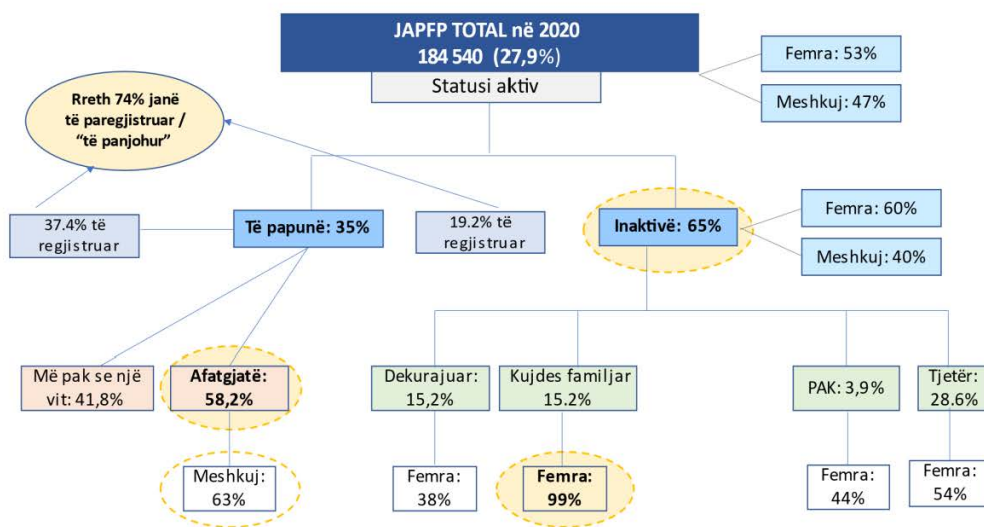 JAPFP TOTAL në 2020
184 540 (27,9%)
Statusi aktiv
Femra: 53%
Meshkuj: 47%
Rreth 74% janë
të paregjistruar /
“të panjohur”
37.4% të
regjistruar
Të papunë: 35%
19.2% të
regjistruar
Inaktivë: 65%
Femra: 60%
Meshkuj: 40%
Më pak se një
vit: 41,8%
Afatgjatë:
58,2%
Dekurajuar:
15,2%
Kujdes familjar
15.2%
PAK: 3,9%
Tjetër:
28.6%
Meshkuj:
63%
Femra:
38%
Femra:
99%
Femra:
44%
Femra:
54%